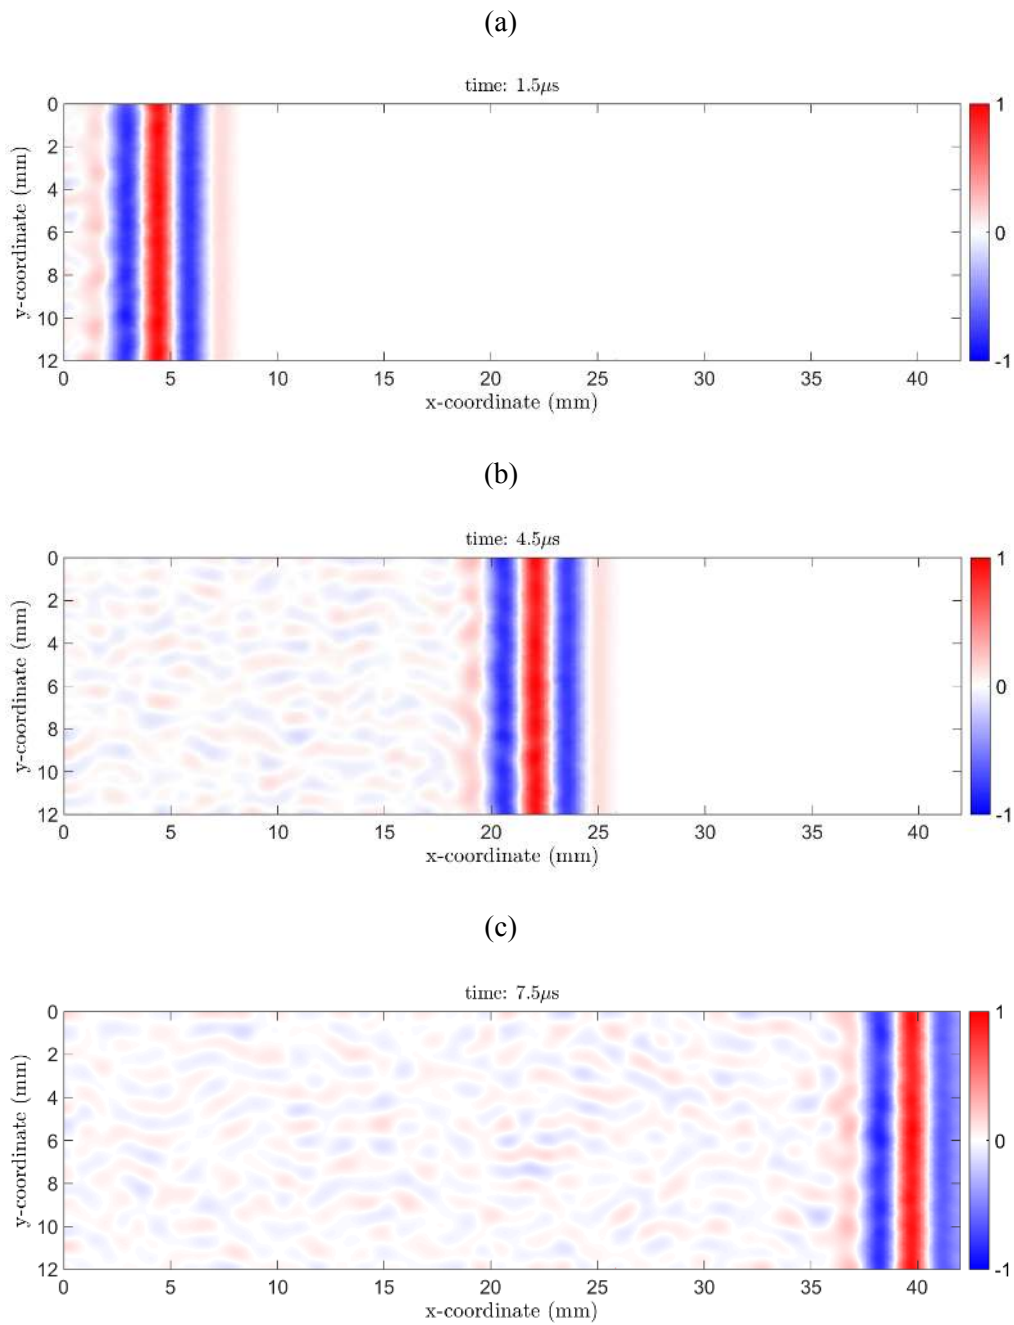 (a)
time: 1.5μs
0
2
4
6
8
10
12
y-coordinate (mm)
0 5 10 15 20 25 30 35 40
x-coordinate (mm)
1
0
-1
(b)
time: 4.5μs
0
2
4
6
8
10
12
y-coordinate (mm)
0 5 10 15 20 25 30 35 40
x-coordinate (mm)
1
0
-1
(c)
time: 7.5μs
0
2
4
6
8
10
12
y-coordinate (mm)
0 5 10 15 20 25 30 35 40
x-coordinate (mm)
1
0
-1